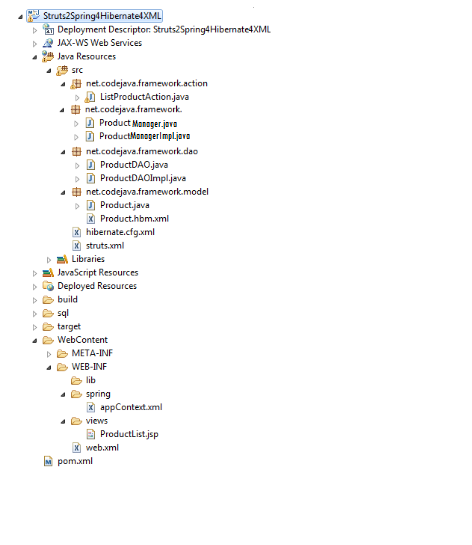 Struts2Spring4Hibernate4XML
Deployment Descriptor: Struts2Spring4Hibernate4XML
JAX-WS Web Services
Java Resources
src
net.codejava.framework.action
ListProductAction.java
net.codejava.framework.
Product Manager.java
ProductManagerImpl.java
net.codejava.framework.dao
ProductDAO.java
ProductDAOImpl.java
net.codejava.framework.model
Product.java
Product.hbm.xml
hibernate.cfg.xml
struts.xml
Libraries
JavaScript Resources
Deployed Resources
build
sql
target
WebContent
META-INF
WEB-INF
lib
spring
appContext.xml
views
ProductList.jsp
web.xml
pom.xml